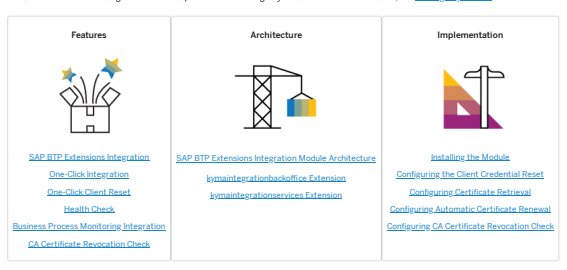 Features
SAP BTP Extensions Integration
One-Click Integration
One-Click Client Reset
Health Check
Business Process Monitoring Integration
CA Certificate Revocation Check
Architecture
SAP BTP Extensions Integration Module Architecture
kymaintegrationbackoffice Extension
kymaintegrationservices Extension
Implementation
Installing the Module
Configuring the Client Credential Reset
Configuring Certificate Retrieval
Configuring Automatic Certificate Renewal
Configuring CA Certificate Revocation Check